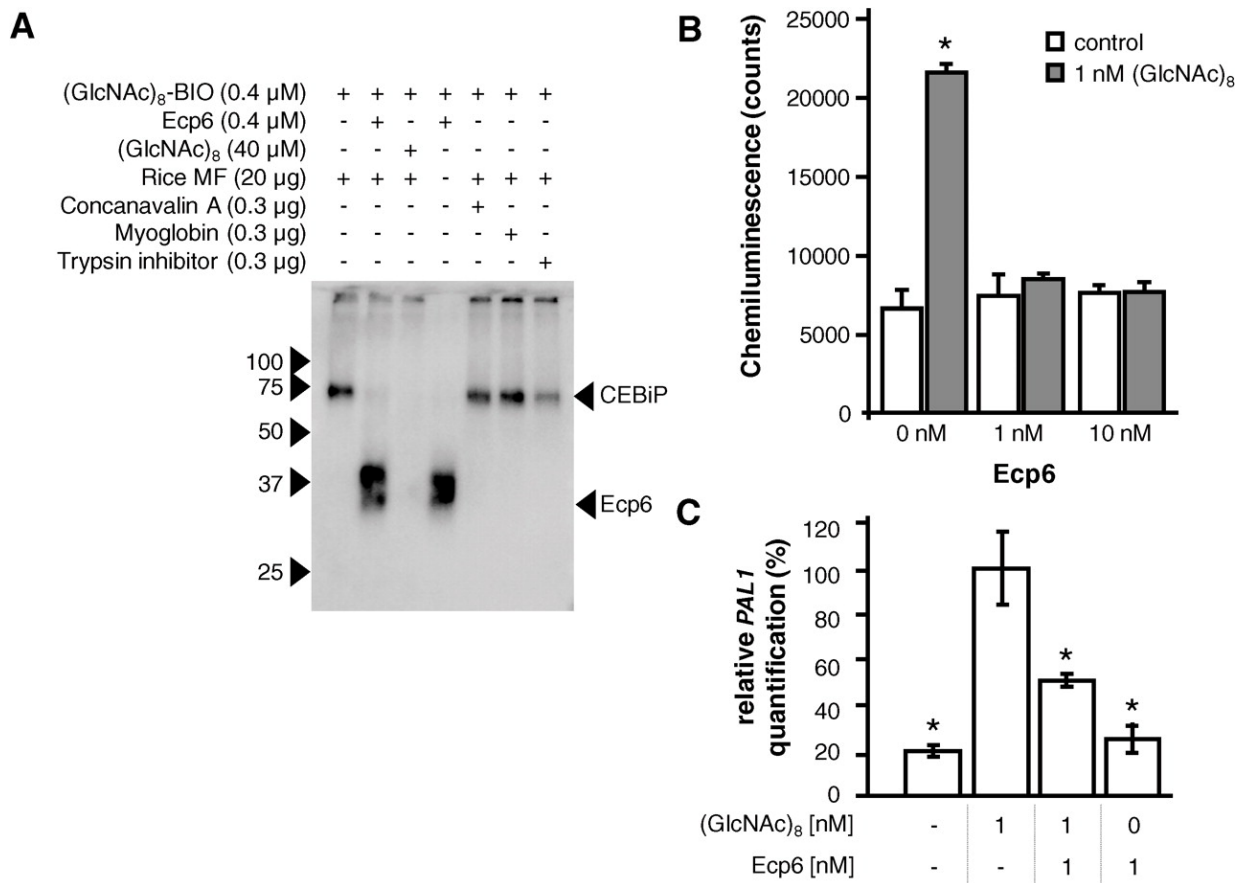 A
(GlcNAc)₈-BIO (0.4 µM) + + + + + + +
Ecp6 (0.4 µM) - + - + - - -
(GlcNAc)₈ (40 µM) - - + - - - -
Rice MF (20 µg) + + + - + + +
Concanavalin A (0.3 µg) - - - - + - -
Myoglobin (0.3 µg) - - - - - + -
Trypsin inhibitor (0.3 µg) - - - - - - +
100
75
50
37
25
CEBiP
Ecp6
B
Chemiluminescence (counts)
25000
20000
15000
10000
5000
0
*
control
1 nM (GlcNAc)₈
0 nM 1 nM 10 nM
Ecp6
C
relative PAL1
quantification (%)
120
100
80
60
40
20
0
* * *
(GlcNAc)₈ [nM] - 1 1 0
Ecp6 [nM] - - 1 1